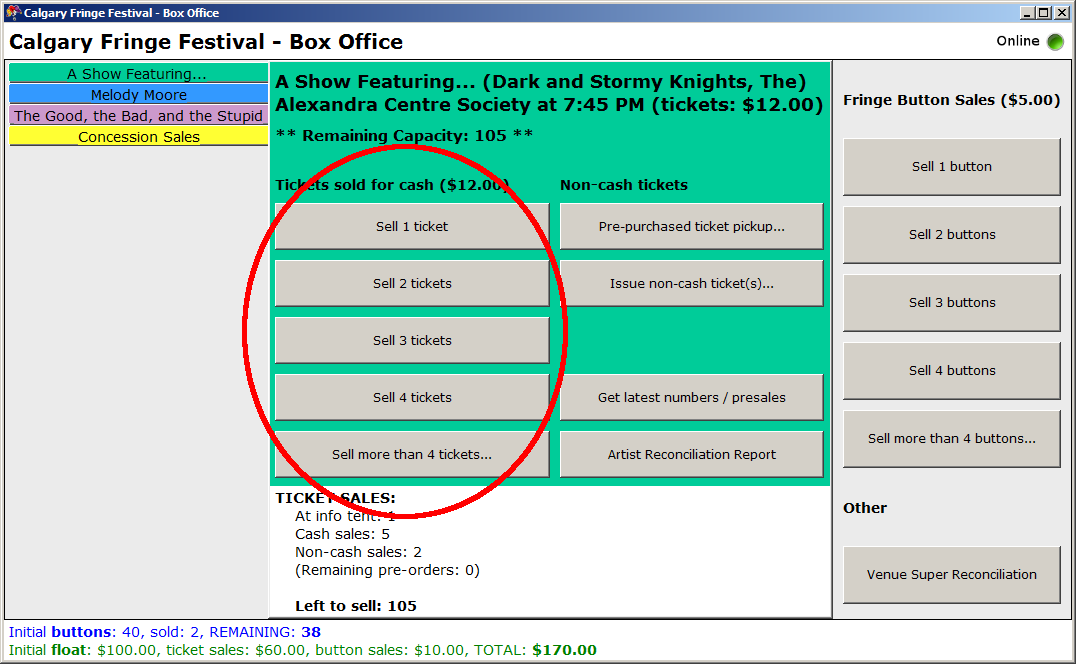 Calgary Fringe Festival - Box Office
Calgary Fringe Festival - Box Office
Online
A Show Featuring...
Melody Moore
The Good, the Bad, and the Stupid
Concession Sales
A Show Featuring... (Dark and Stormy Knights, The)
Alexandra Centre Society at 7:45 PM (tickets: $12.00)
** Remaining Capacity: 105 **
Tickets sold for cash ($12.00)
Sell 1 ticket
Sell 2 tickets
Sell 3 tickets
Sell 4 tickets
Sell more than 4 tickets...
Non-cash tickets
Pre-purchased ticket pickup...
Issue non-cash ticket(s)...
Get latest numbers / presales
Artist Reconciliation Report
TICKET SALES:
At info tent: 1
Cash sales: 5
Non-cash sales: 2
(Remaining pre-orders: 0)
Left to sell: 105
Fringe Button Sales ($5.00)
Sell 1 button
Sell 2 buttons
Sell 3 buttons
Sell 4 buttons
Sell more than 4 buttons...
Other
Venue Super Reconciliation
Initial buttons: 40, sold: 2, REMAINING: 38
Initial float: $100.00, ticket sales: $60.00, button sales: $10.00, TOTAL: $170.00